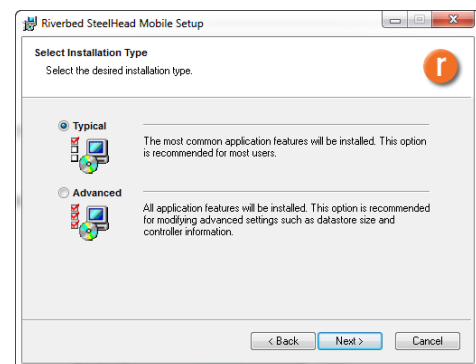 Riverbed SteelHead Mobile Setup
Select Installation Type
Select the desired installation type.
r
Typical
The most common application features will be installed. This option
is recommended for most users.
Advanced
All application features will be installed. This option is recommended
for modifying advanced settings such as datastore size and
controller information.
< Back
Next >
Cancel